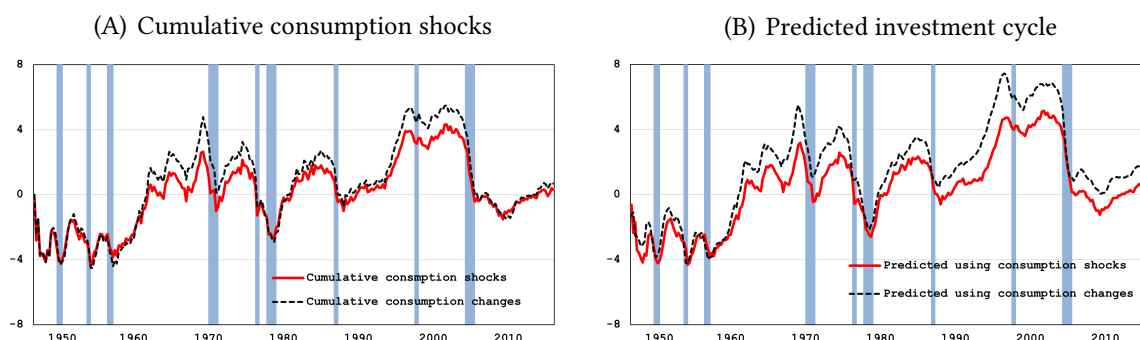 (A) Cumulative consumption shocks
8
4
0
−4
−8
Cumulative consmption shocks
Cumulative consumption changes
1950 1960 1970 1980 1990 2000 2010
(B) Predicted investment cycle
8
4
0
−4
−8
Predicted using consumption shocks
Predicted using consumption changes
1950 1960 1970 1980 1990 2000 2010